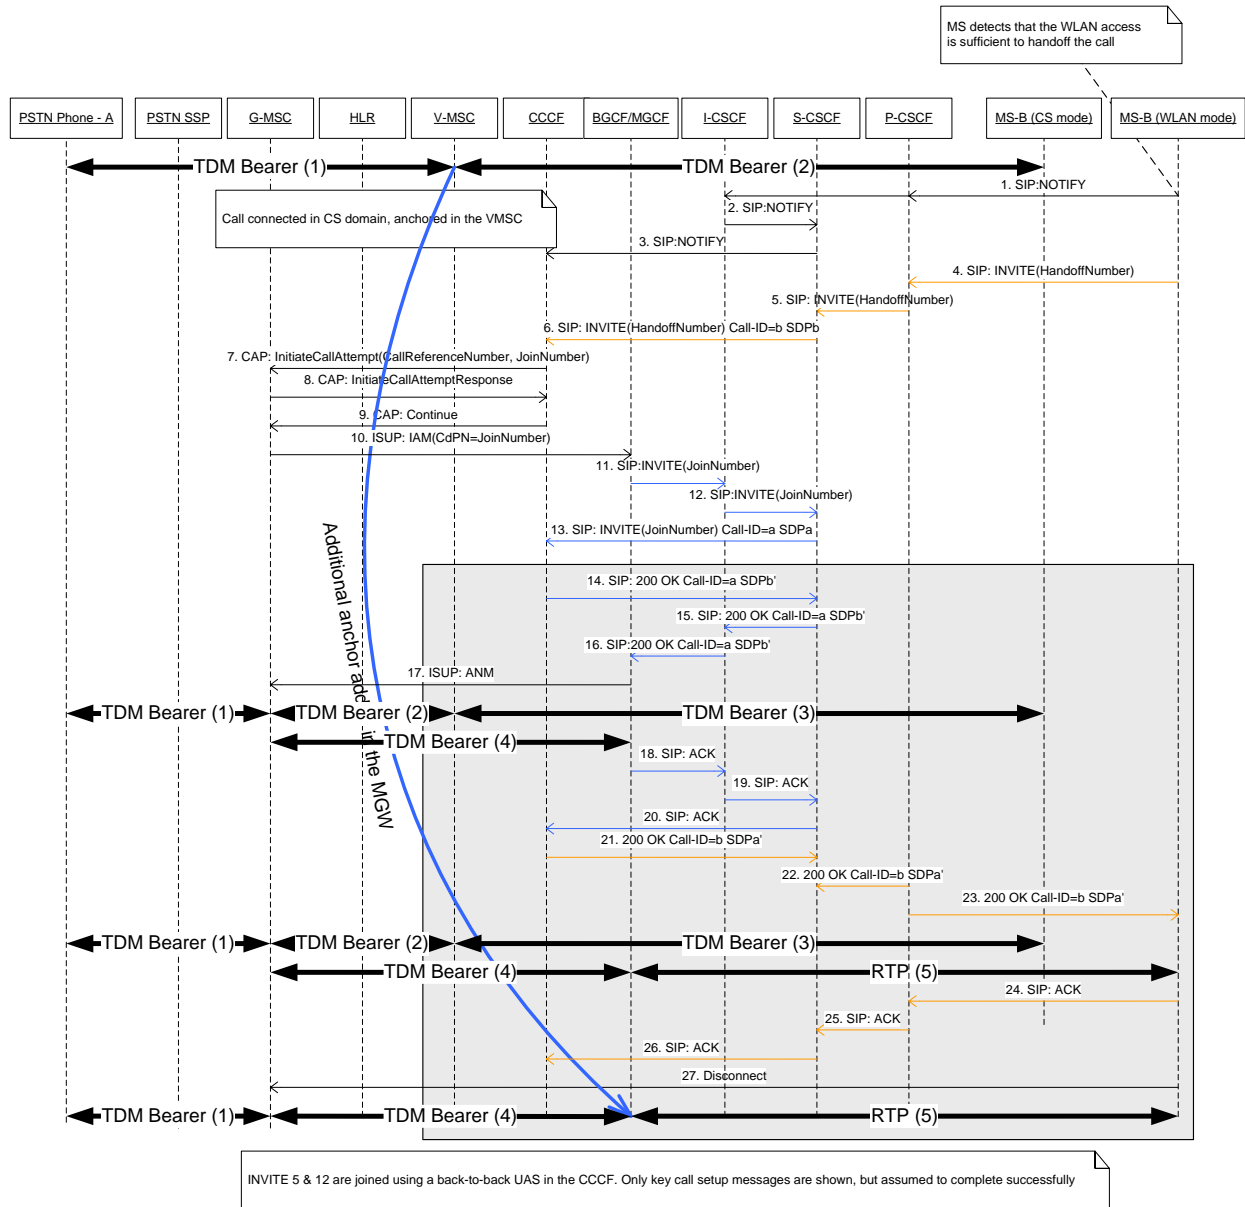 MS detects that the WLAN access
is sufficient to handoff the call
PSTN Phone - A
PSTN SSP
G-MSC
HLR
V-MSC
CCCF
BGCF/MGCF
I-CSCF
S-CSCF
P-CSCF
MS-B (CS mode)
MS-B (WLAN mode)
TDM Bearer (1)
TDM Bearer (2)
1. SIP:NOTIFY
Call connected in CS domain, anchored in the VMSC
2. SIP:NOTIFY
3. SIP:NOTIFY
4. SIP: INVITE(HandoffNumber)
5. SIP: INVITE(HandoffNumber)
6. SIP: INVITE(HandoffNumber) Call-ID=b SDPb
7. CAP: InitiateCallAttempt(CallReferenceNumber, JoinNumber)
8. CAP: InitiateCallAttemptResponse
9. CAP: Continue
10. ISUP: IAM(CdPN=JoinNumber)
11. SIP:INVITE(JoinNumber)
12. SIP:INVITE(JoinNumber)
13. SIP: INVITE(JoinNumber) Call-ID=a SDPa
14. SIP: 200 OK Call-ID=a SDPb'
15. SIP: 200 OK Call-ID=a SDPb'
16. SIP:200 OK Call-ID=a SDPb'
17. ISUP: ANM
TDM Bearer (1)
TDM Bearer (2)
TDM Bearer (3)
TDM Bearer (4)
Additional anchor add in the MGW
18. SIP: ACK
19. SIP: ACK
20. SIP: ACK
21. 200 OK Call-ID=b SDPa'
22. 200 OK Call-ID=b SDPa'
23. 200 OK Call-ID=b SDPa'
TDM Bearer (1)
TDM Bearer (2)
TDM Bearer (3)
TDM Bearer (4)
RTP (5)
24. SIP: ACK
25. SIP: ACK
26. SIP: ACK
27. Disconnect
TDM Bearer (1)
TDM Bearer (4)
RTP (5)
INVITE 5 & 12 are joined using a back-to-back UAS in the CCCF. Only key call setup messages are shown, but assumed to complete successfully